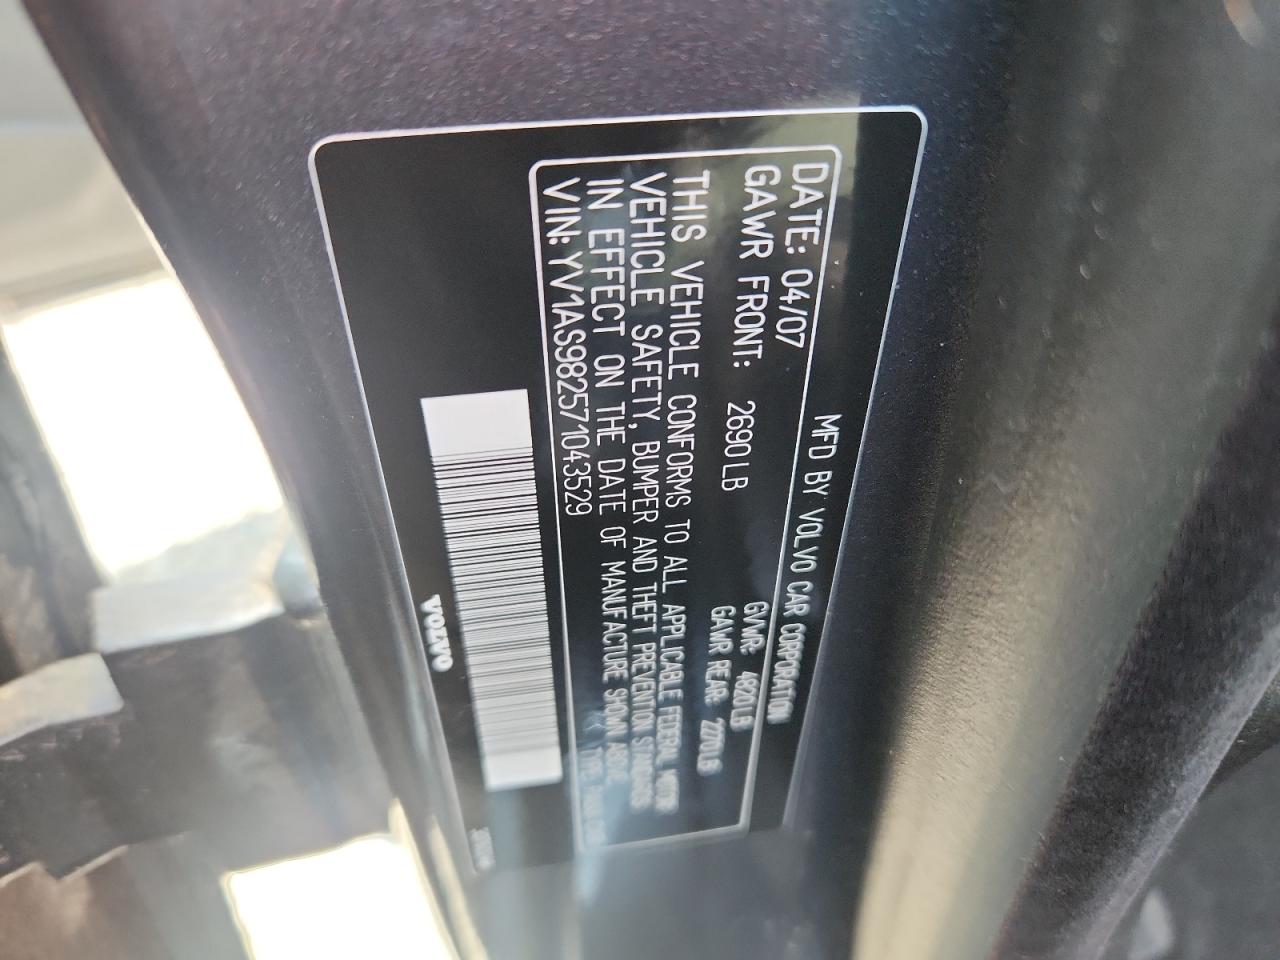 MFD BY VOLVO CAR CORPORATION
DATE: 04/07 GVWR: 4820 LB
GAWR FRONT: 2690 LB GAWR REAR: 2770 LB
THIS VEHICLE CONFORMS TO ALL APPLICABLE FEDERAL MOTOR
VEHICLE SAFETY, BUMPER AND THEFT PREVENTION STANDARDS
IN EFFECT ON THE DATE OF MANUFACTURE SHOWN ABOVE.
VIN: YV1AS982571043529 TYPE:
VOLVO